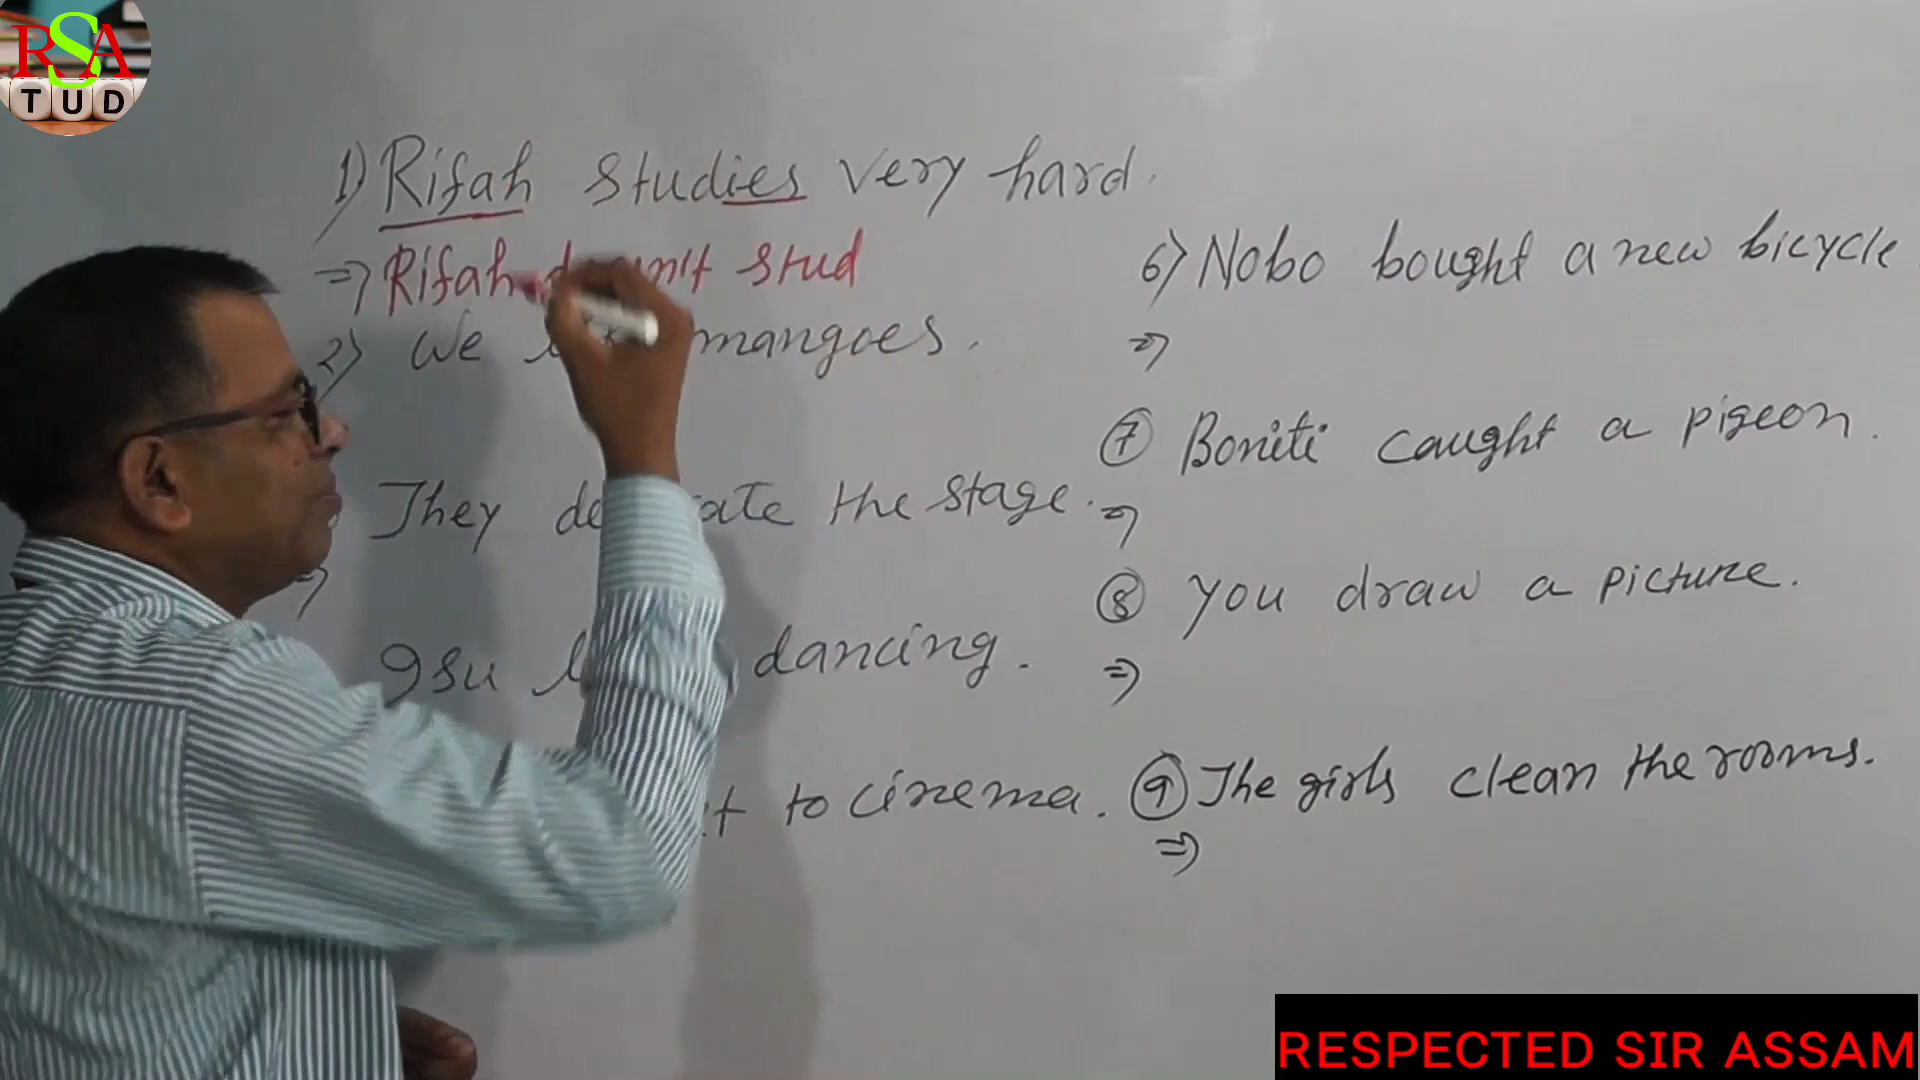 RSA
TUD
1) Rifah studies very hard.
=> Rifah stud
2) We mangoes.
They the stage.
=>
Isu dancing.
to cinema.
6) Nobo bought a new bicycle
=>
7 Boniti caught a pigeon.
=>
8 You draw a picture.
=>
9 The girls clean the rooms.
=>
RESPECTED SIR ASSAM